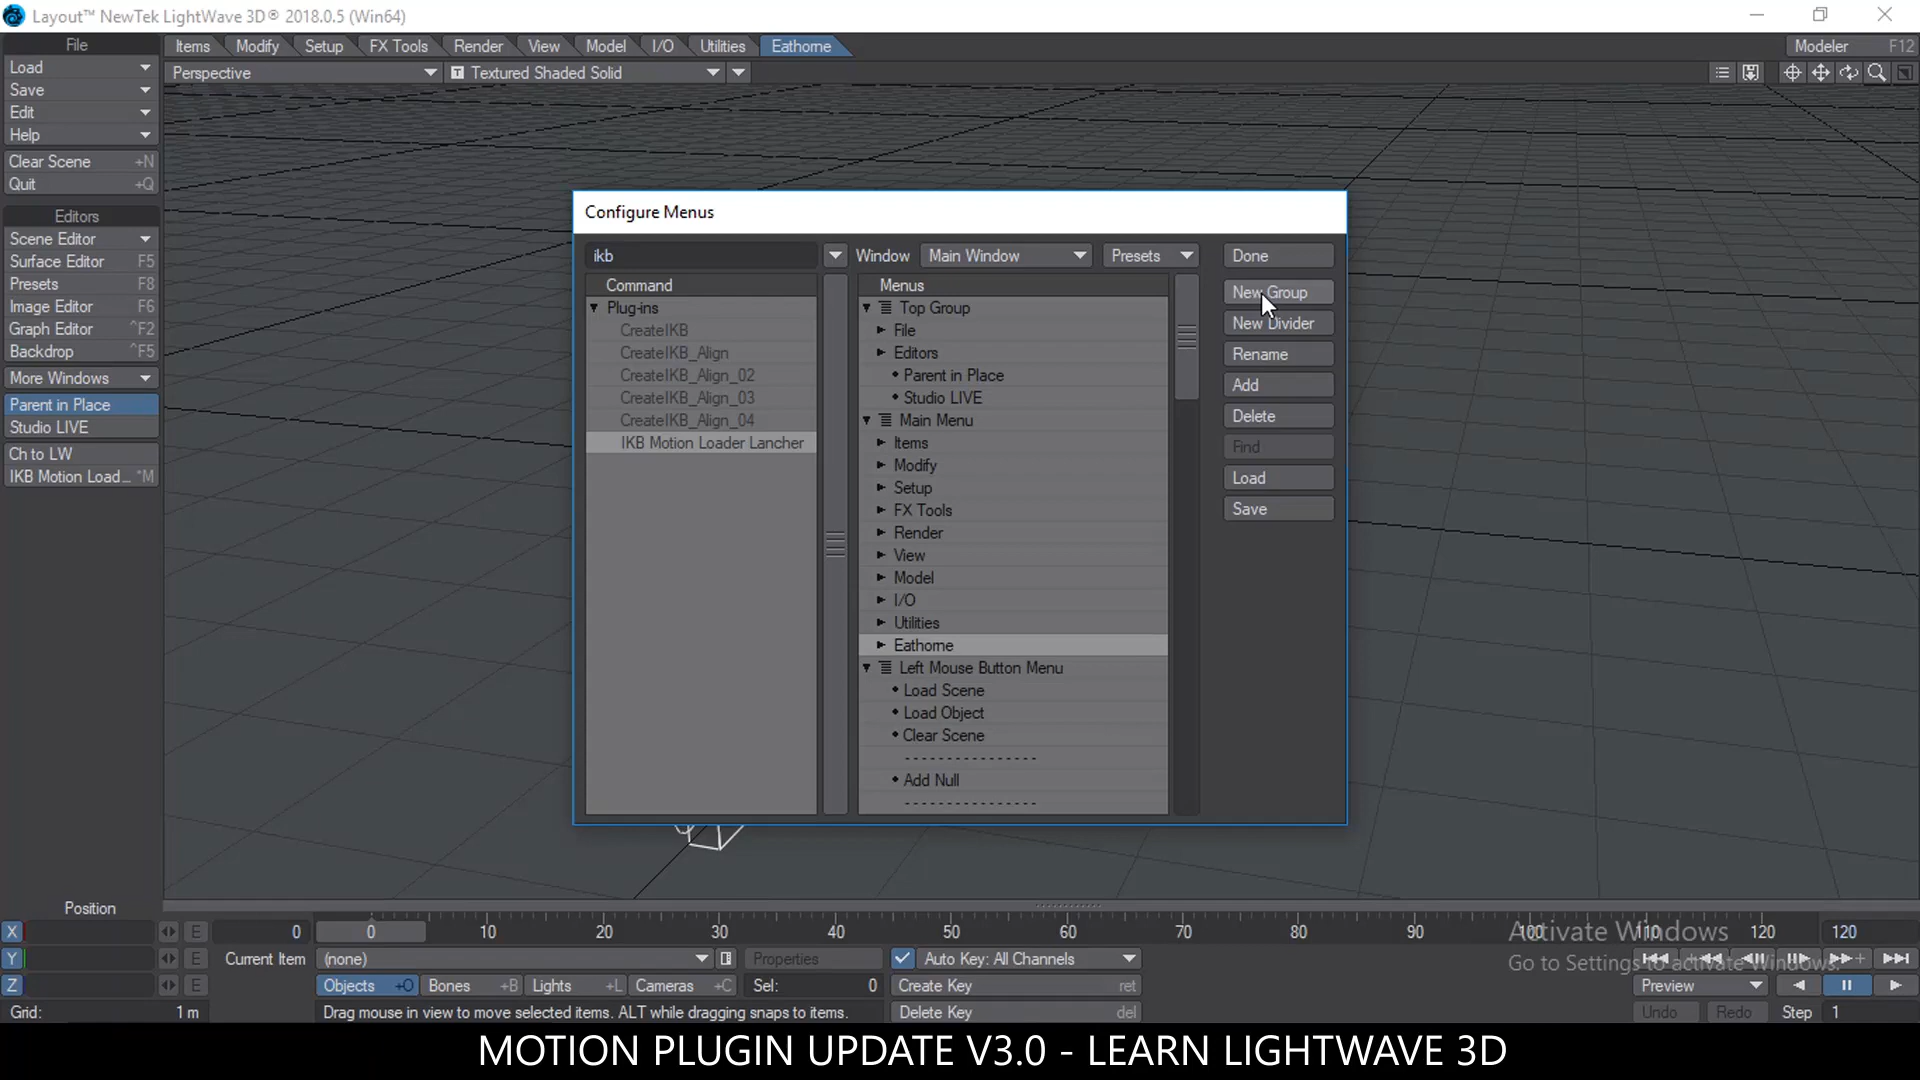 Layout™ NewTek LightWave 3D® 2018.0.5 (Win64)
File
Items
Modify
Setup
FX Tools
Render
View
Model
I/O
Utilities
Eathome
Modeler F12
Load
Save
Edit
Help
Clear Scene +N
Quit +Q
Perspective
T Textured Shaded Solid
Editors
Scene Editor
Surface Editor F5
Presets F8
Image Editor F6
Graph Editor ^F2
Backdrop ^F5
More Windows
Parent in Place
Studio LIVE
Ch to LW
IKB Motion Load... *M
Configure Menus
ikb
Window
Main Window
Presets
Done
Command
Plug-ins
CreateIKB
CreateIKB_Align
CreateIKB_Align_02
CreateIKB_Align_03
CreateIKB_Align_04
IKB Motion Loader Lancher
Menus
Top Group
File
Editors
Parent in Place
Studio LIVE
Main Menu
Items
Modify
Setup
FX Tools
Render
View
Model
I/O
Utilities
Eathome
Left Mouse Button Menu
Load Scene
Load Object
Clear Scene
----------------
Add Null
----------------
New Group
New Divider
Rename
Add
Delete
Find
Load
Save
Position
X E 0 0 10 20 30 40 50 60 70 80 90 100 110 120 120
Y E Current Item (none) Properties Auto Key: All Channels
Z E Objects +O Bones +B Lights +L Cameras +C Sel: 0 Create Key ret Preview
Grid: 1 m Drag mouse in view to move selected items. ALT while dragging snaps to items. Delete Key del Undo Redo Step 1
Activate Windows
Go to Settings to activate Windows.
MOTION PLUGIN UPDATE V3.0 - LEARN LIGHTWAVE 3D